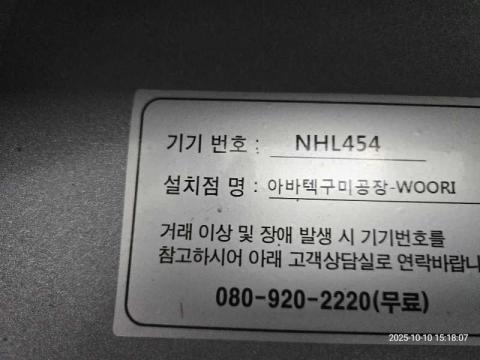 기기 번호 : NHL454
설치점 명 : 아바텍구미공장-WOORI
거래 이상 및 장애 발생 시 기기번호를
참고하시어 아래 고객상담실로 연락바랍니
080-920-2220(무료)
2025-10-10 15:18:07